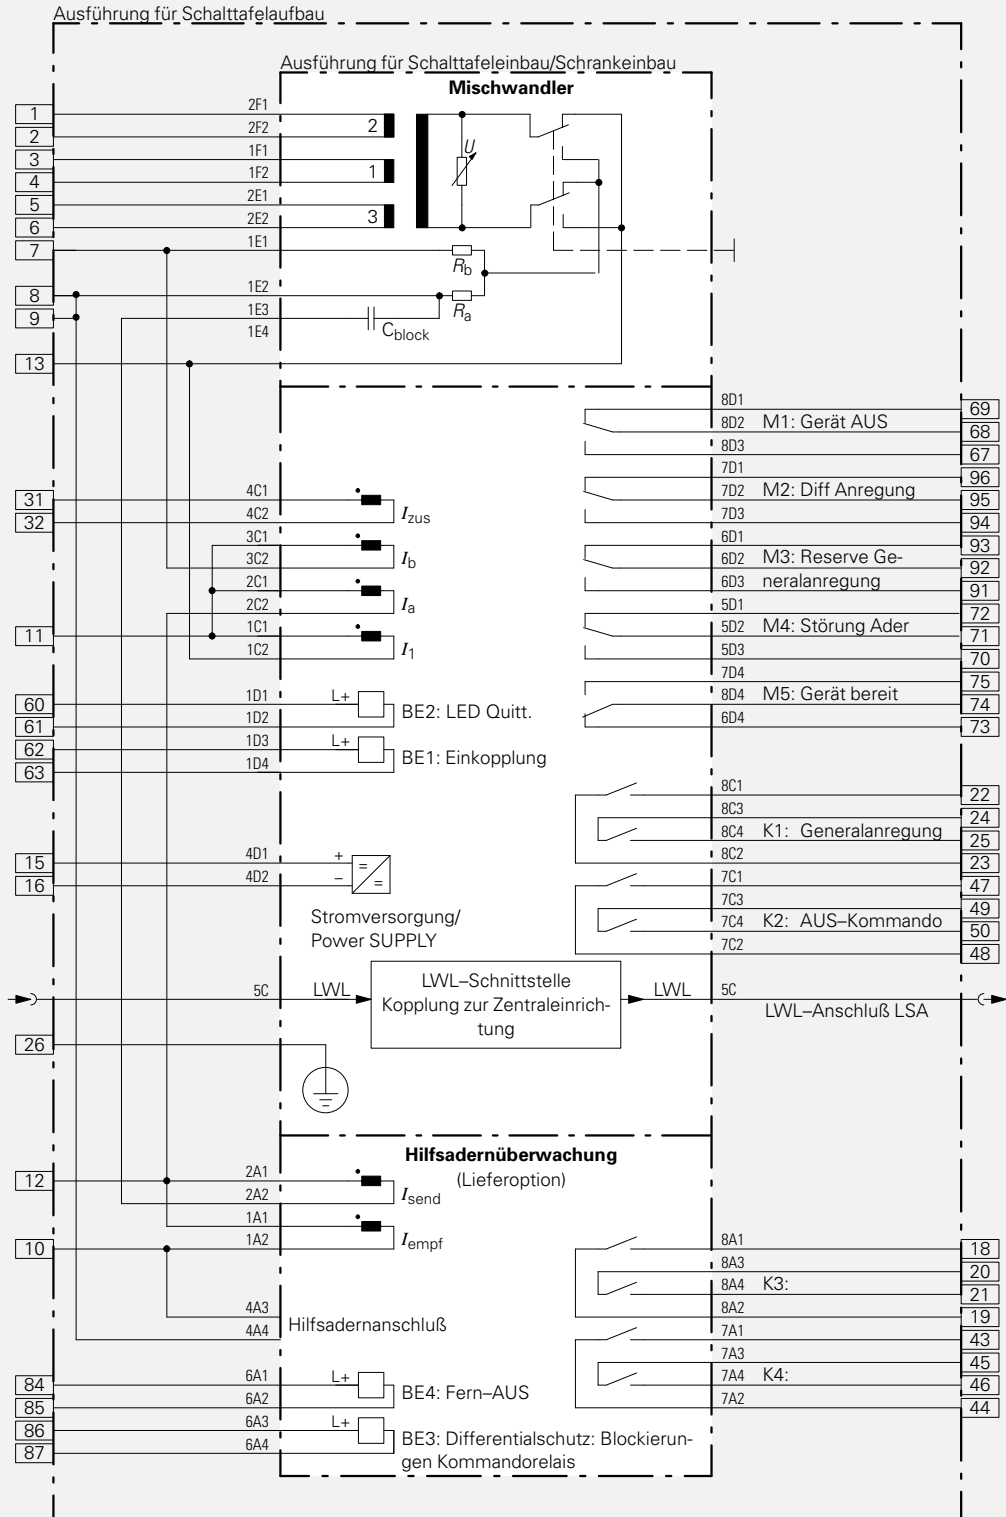 Ausführung für Schalttafelaufbau
Ausführung für Schalttafeleinbau/Schrankeinbau
Mischwandler
1 2F1
2 2F2 2
3 1F1 U
4 1F2 1
5 2E1
6 2E2 3
7 1E1 Rb
8 1E2 Ra
9 1E3 Cblock
1E4
13
8D1 69
8D2 M1: Gerät AUS 68
8D3 67
7D1 96
31 4C1 7D2 M2: Diff Anregung 95
32 4C2 Izus 7D3 94
3C1 6D1 93
3C2 Ib 6D2 M3: Reserve Ge- 92
2C1 6D3 neralanregung 91
2C2 Ia 5D1 72
11 1C1 5D2 M4: Störung Ader 71
1C2 I1 5D3 70
7D4 75
60 1D1 L+ 8D4 M5: Gerät bereit 74
61 1D2 BE2: LED Quitt. 6D4 73
62 1D3 L+
63 1D4 BE1: Einkopplung
8C1 22
8C3 24
8C4 K1: Generalanregung 25
15 4D1 + = 8C2 23
16 4D2 – = 7C1 47
7C3 49
Stromversorgung/ 7C4 K2: AUS–Kommando 50
Power SUPPLY 7C2 48
5C LWL LWL–Schnittstelle LWL 5C
Kopplung zur Zentraleinrich-
tung
LWL–Anschluß LSA
26
Hilfsadernüberwachung
(Lieferoption)
12 2A1
2A2 Isend
1A1
10 1A2 Iempf 8A1 18
8A3 20
8A4 K3: 21
4A3 8A2 19
Hilfsadernanschluß
4A4 7A1 43
7A3 45
84 6A1 L+ 7A4 K4: 46
85 6A2 BE4: Fern–AUS 7A2 44
86 6A3 L+
87 6A4 BE3: Differentialschutz: Blockierun-
gen Kommandorelais